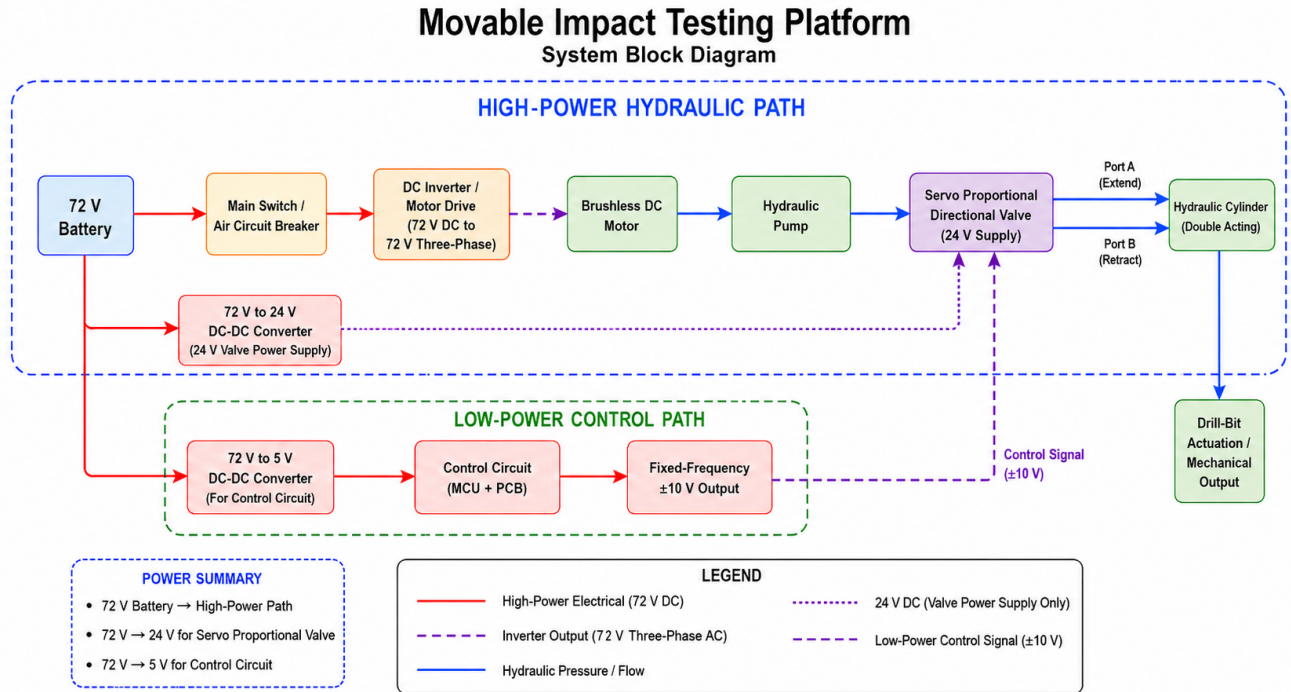 Movable Impact Testing Platform
System Block Diagram
HIGH-POWER HYDRAULIC PATH
72 V
Battery
Main Switch /
Air Circuit Breaker
DC Inverter /
Motor Drive
(72 V DC to
72 V Three-Phase)
Brushless DC
Motor
Hydraulic
Pump
Servo Proportional
Directional Valve
(24 V Supply)
Port A
(Extend)
Port B
(Retract)
Hydraulic Cylinder
(Double Acting)
72 V to 24 V
DC-DC Converter
(24 V Valve Power Supply)
LOW-POWER CONTROL PATH
72 V to 5 V
DC-DC Converter
(For Control Circuit)
Control Circuit
(MCU + PCB)
Fixed-Frequency
±10 V Output
Control Signal
(±10 V)
Drill-Bit
Actuation /
Mechanical
Output
POWER SUMMARY
• 72 V Battery → High-Power Path
• 72 V → 24 V for Servo Proportional Valve
• 72 V → 5 V for Control Circuit
LEGEND
High-Power Electrical (72 V DC)
Inverter Output (72 V Three-Phase AC)
Hydraulic Pressure / Flow
24 V DC (Valve Power Supply Only)
Low-Power Control Signal (±10 V)